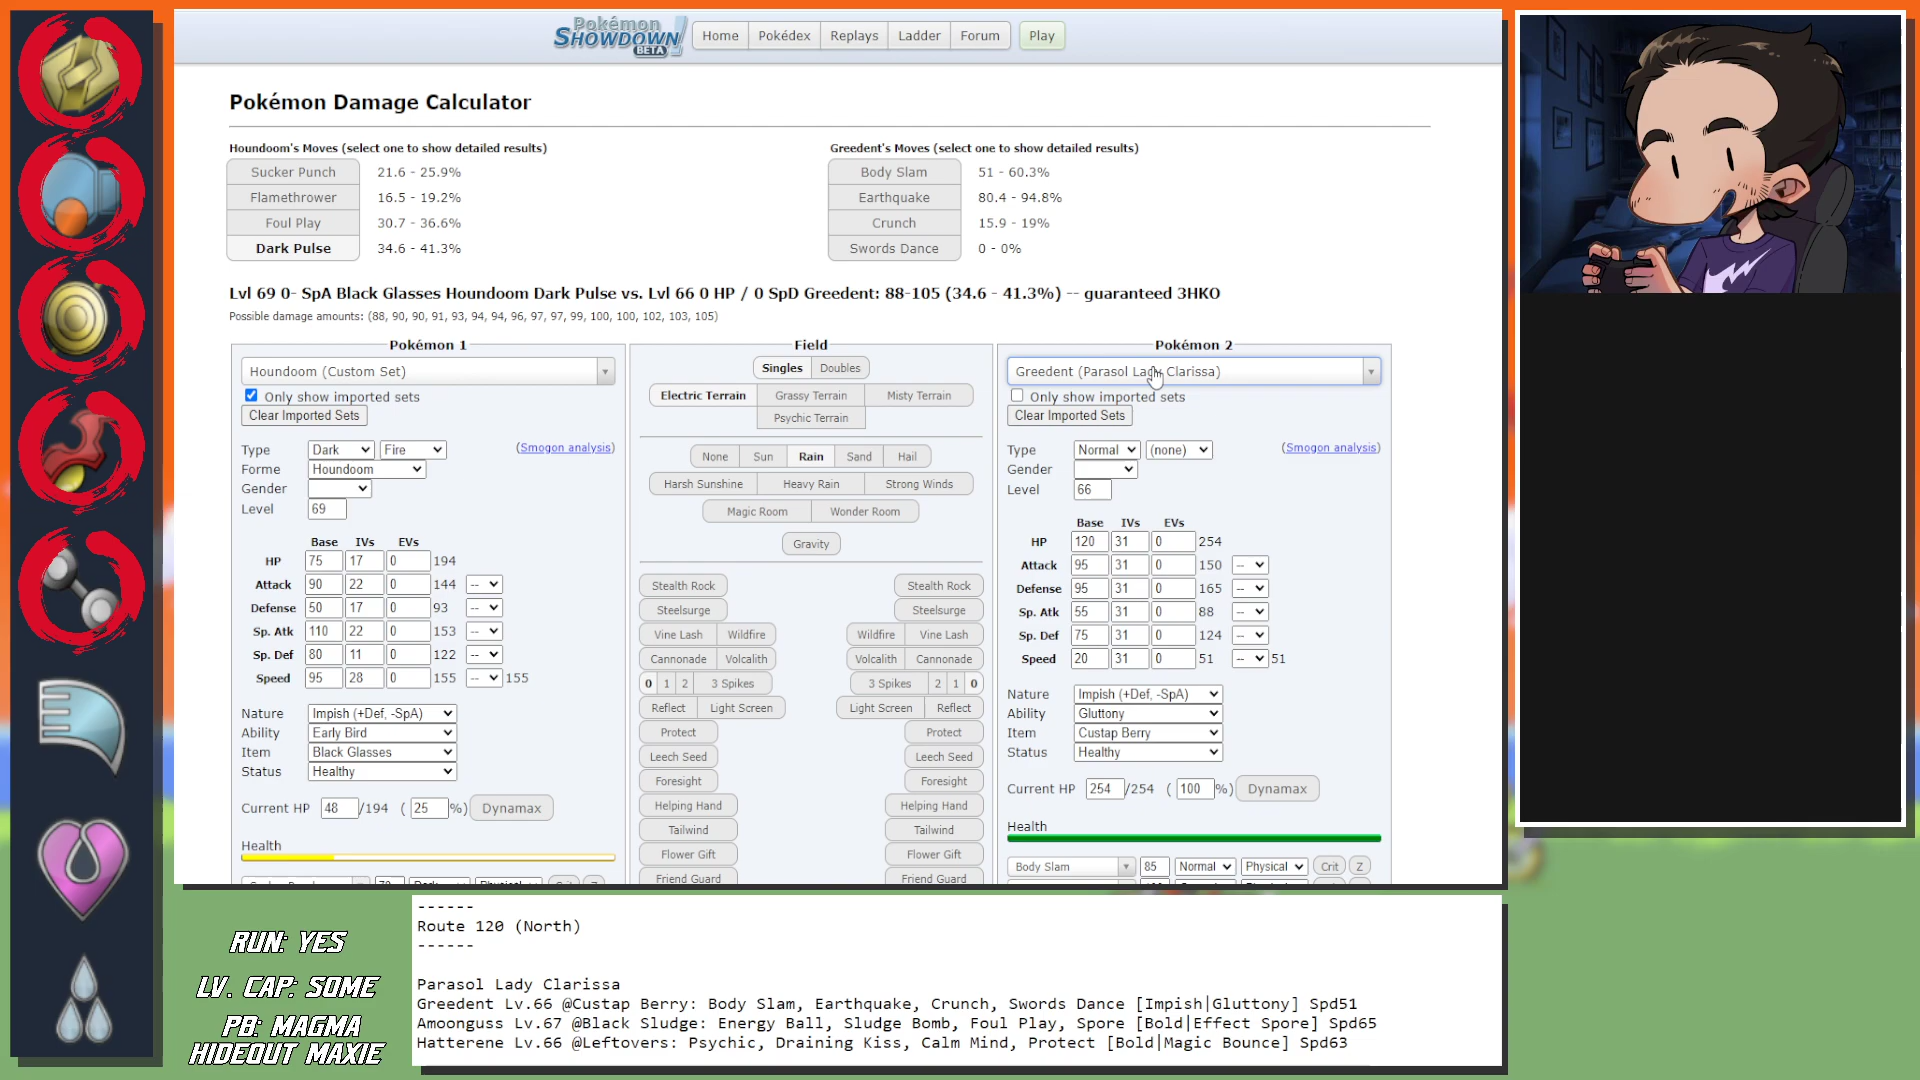 Pokémon
SHOWDOWN!
BETA
Home
Pokédex
Replays
Ladder
Forum
Play
Pokémon Damage Calculator
Houndoom's Moves (select one to show detailed results)
Sucker Punch 21.6 - 25.9%
Flamethrower 16.5 - 19.2%
Foul Play 30.7 - 36.6%
Dark Pulse 34.6 - 41.3%
Greedent's Moves (select one to show detailed results)
Body Slam 51 - 60.3%
Earthquake 80.4 - 94.8%
Crunch 15.9 - 19%
Swords Dance 0 - 0%
Lvl 69 0- SpA Black Glasses Houndoom Dark Pulse vs. Lvl 66 0 HP / 0 SpD Greedent: 88-105 (34.6 - 41.3%) -- guaranteed 3HKO
Possible damage amounts: (88, 90, 90, 91, 93, 94, 94, 96, 97, 97, 99, 100, 100, 102, 103, 105)
Pokémon 1
Houndoom (Custom Set)
Only show imported sets
Clear Imported Sets
Type Dark Fire (Smogon analysis)
Forme Houndoom
Gender
Level 69
Base IVs EVs
HP 75 17 0 194
Attack 90 22 0 144 --
Defense 50 17 0 93 --
Sp. Atk 110 22 0 153 --
Sp. Def 80 11 0 122 --
Speed 95 28 0 155 -- 155
Nature Impish (+Def, -SpA)
Ability Early Bird
Item Black Glasses
Status Healthy
Current HP 48 /194 ( 25 %) Dynamax
Health
Field
Singles Doubles
Electric Terrain Grassy Terrain Misty Terrain
Psychic Terrain
None Sun Rain Sand Hail
Harsh Sunshine Heavy Rain Strong Winds
Magic Room Wonder Room
Gravity
Stealth Rock Stealth Rock
Steelsurge Steelsurge
Vine Lash Wildfire Wildfire Vine Lash
Cannonade Volcalith Volcalith Cannonade
0 1 2 3 Spikes 3 Spikes 2 1 0
Reflect Light Screen Light Screen Reflect
Protect Protect
Leech Seed Leech Seed
Foresight Foresight
Helping Hand Helping Hand
Tailwind Tailwind
Flower Gift Flower Gift
Friend Guard Friend Guard
Pokémon 2
Greedent (Parasol Lady Clarissa)
Only show imported sets
Clear Imported Sets
Type Normal (none) (Smogon analysis)
Gender
Level 66
Base IVs EVs
HP 120 31 0 254
Attack 95 31 0 150 --
Defense 95 31 0 165 --
Sp. Atk 55 31 0 88 --
Sp. Def 75 31 0 124 --
Speed 20 31 0 51 -- 51
Nature Impish (+Def, -SpA)
Ability Gluttony
Item Custap Berry
Status Healthy
Current HP 254 /254 ( 100 %) Dynamax
Health
Body Slam 85 Normal Physical Crit Z
RUN: YES
LV. CAP: SOME
PB: MAGMA
HIDEOUT MAXIE
------
Route 120 (North)
------
Parasol Lady Clarissa
Greedent Lv.66 @Custap Berry: Body Slam, Earthquake, Crunch, Swords Dance [Impish|Gluttony] Spd51
Amoonguss Lv.67 @Black Sludge: Energy Ball, Sludge Bomb, Foul Play, Spore [Bold|Effect Spore] Spd65
Hatterene Lv.66 @Leftovers: Psychic, Draining Kiss, Calm Mind, Protect [Bold|Magic Bounce] Spd63